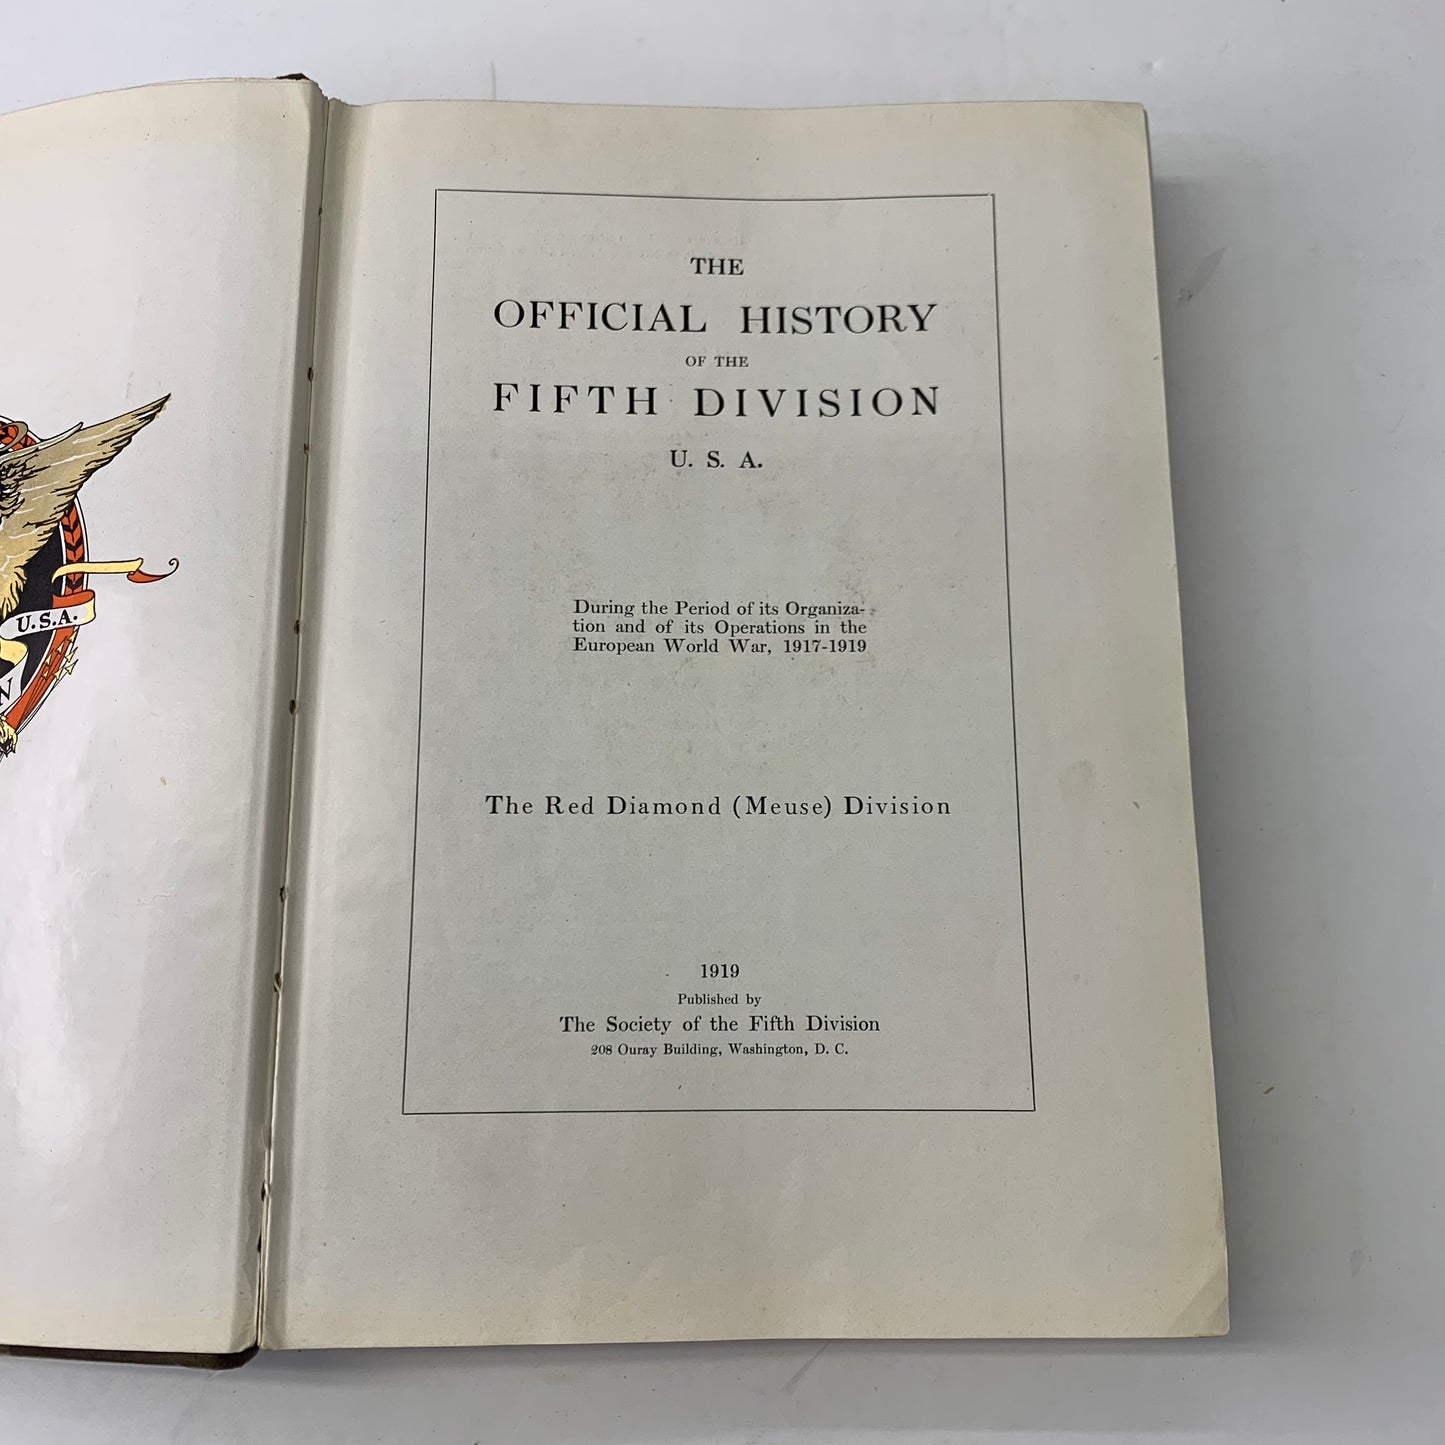 U.S.A.
N
THE
OFFICIAL HISTORY
OF THE
FIFTH DIVISION
U. S. A.
During the Period of its Organiza-
tion and of its Operations in the
European World War, 1917-1919
The Red Diamond (Meuse) Division
1919
Published by
The Society of the Fifth Division
208 Ouray Building, Washington, D. C.